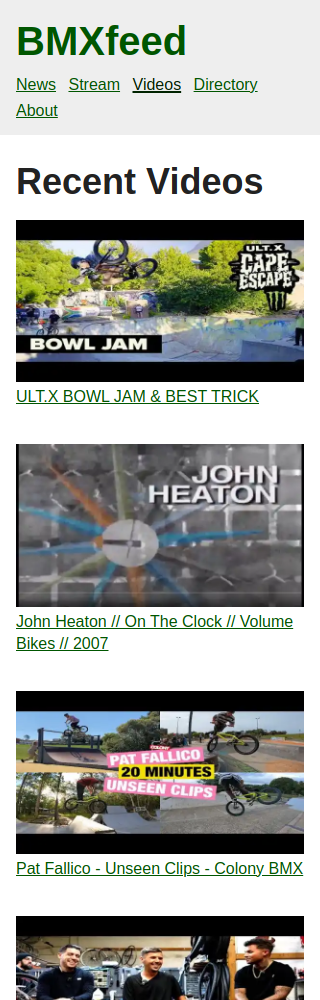 BMXfeed
News Stream Videos Directory
About
Recent Videos
ULT.X
CAPE
ESCAPE
BOWL JAM
ULT.X BOWL JAM & BEST TRICK
JOHN
HEATON
John Heaton // On The Clock // Volume
Bikes // 2007
COLONY
PAT FALLICO
20 MINUTES
UNSEEN CLIPS
Pat Fallico - Unseen Clips - Colony BMX